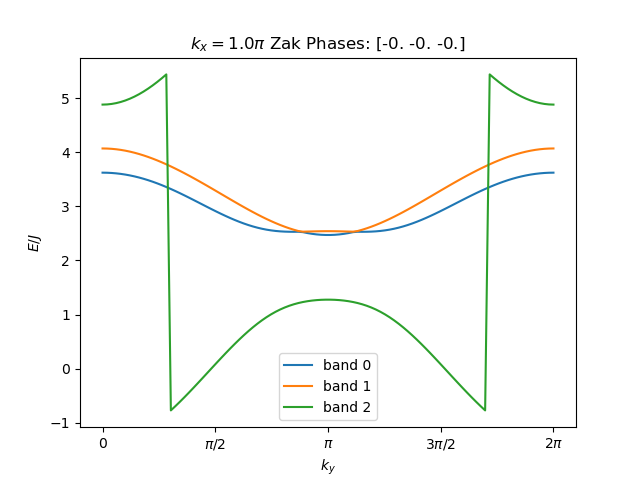 $k_x = 1.0\pi$ Zak Phases: [-0. -0. -0.]
E/J
5
4
3
2
1
0
−1
band 0
band 1
band 2
0 π/2 π 3π/2 2π
$k_y$